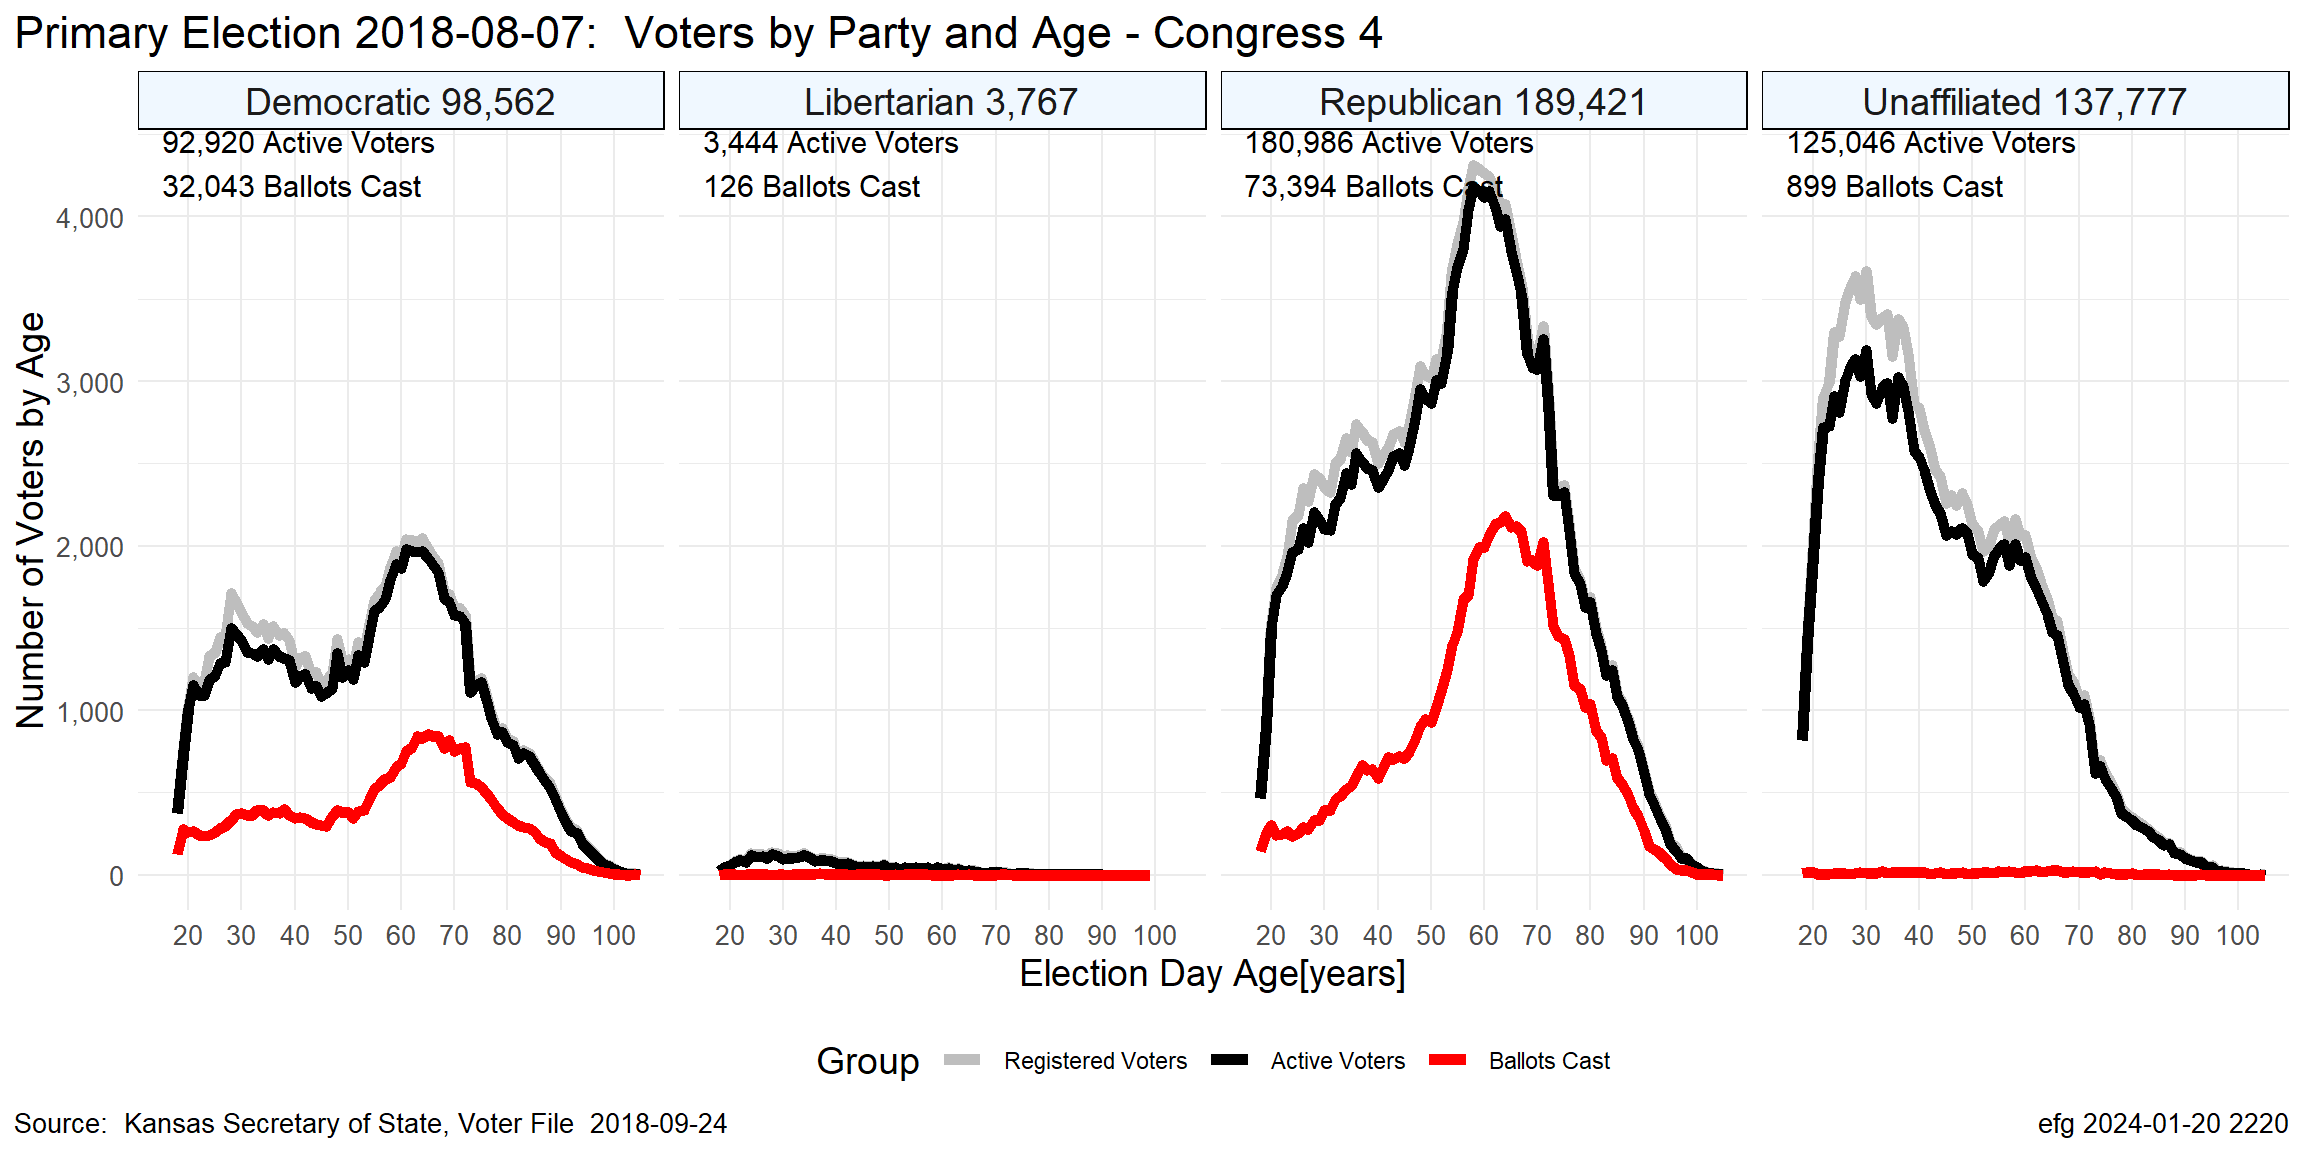 Primary Election 2018-08-07:  Voters by Party and Age - Congress 4
Democratic 98,562
Libertarian 3,767
Republican 189,421
Unaffiliated 137,777
92,920 Active Voters
32,043 Ballots Cast
3,444 Active Voters
126 Ballots Cast
180,986 Active Voters
73,394 Ballots Cast
125,046 Active Voters
899 Ballots Cast
Number of Voters by Age
4,000
3,000
2,000
1,000
0
20 30 40 50 60 70 80 90 100
20 30 40 50 60 70 80 90 100
20 30 40 50 60 70 80 90 100
20 30 40 50 60 70 80 90 100
Election Day Age[years]
Group Registered Voters Active Voters Ballots Cast
Source:  Kansas Secretary of State, Voter File  2018-09-24
efg 2024-01-20 2220